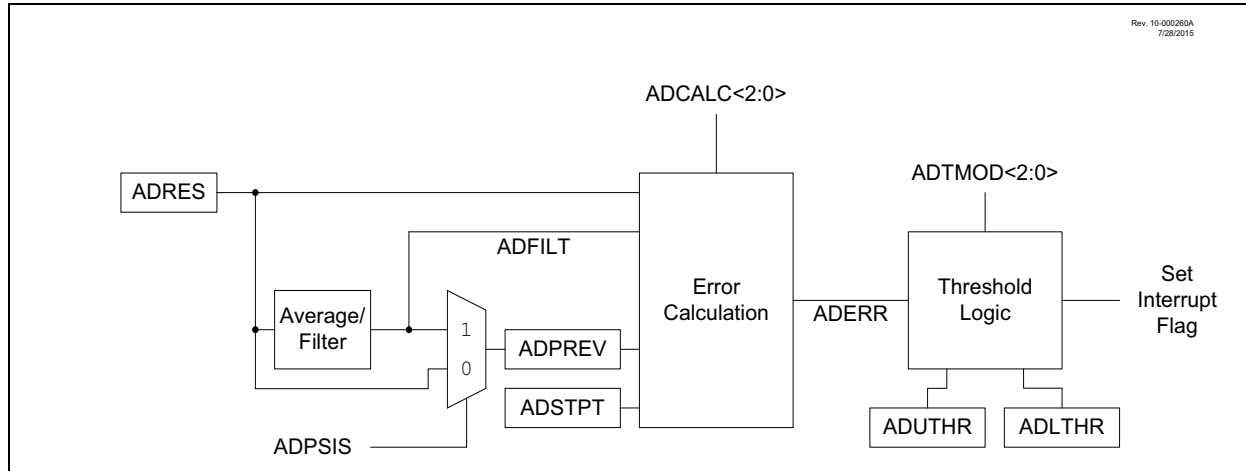 Rev. 10-000260A
7/28/2015
ADCALC<2:0>
ADRES
ADTMOD<2:0>
ADFILT
Error
Calculation
Threshold
Logic
Set
Interrupt
Flag
ADERR
Average/
Filter
1
0
ADPREV
ADSTPT
ADPSIS
ADUTHR
ADLTHR